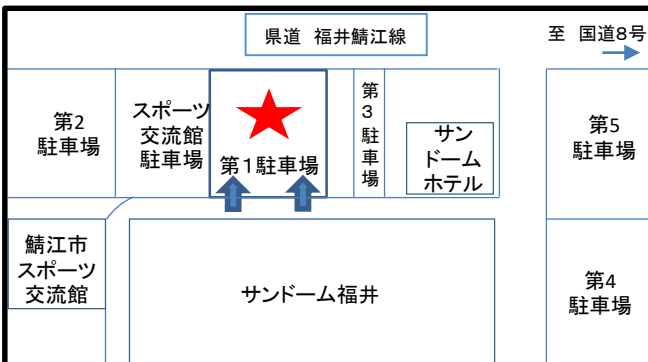 県道 福井鯖江線
至 国道8号
第2
駐車場
スポーツ
交流館
駐車場
第1駐車場
第3駐車場
サン
ドーム
ホテル
第5
駐車場
鯖江市
スポーツ
交流館
サンドーム福井
第4
駐車場